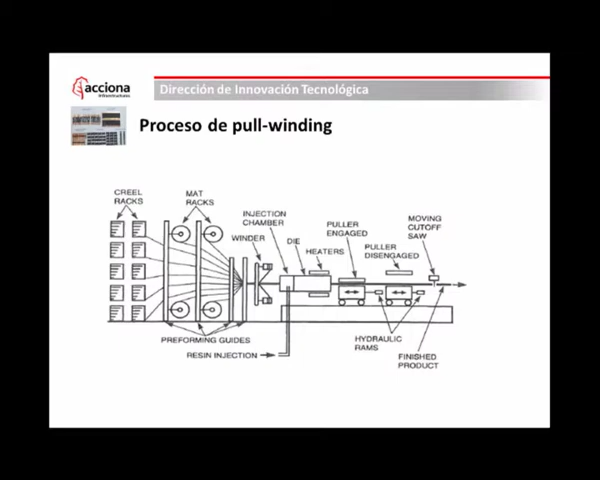 acciona
Infraestructuras
Dirección de Innovación Tecnológica
Proceso de pull-winding
CREEL
RACKS
MAT
RACKS
INJECTION
CHAMBER
WINDER
DIE
HEATERS
PULLER
ENGAGED
PULLER
DISENGAGED
MOVING
CUTOFF
SAW
PREFORMING GUIDES
RESIN INJECTION
HYDRAULIC
RAMS
FINISHED
PRODUCT